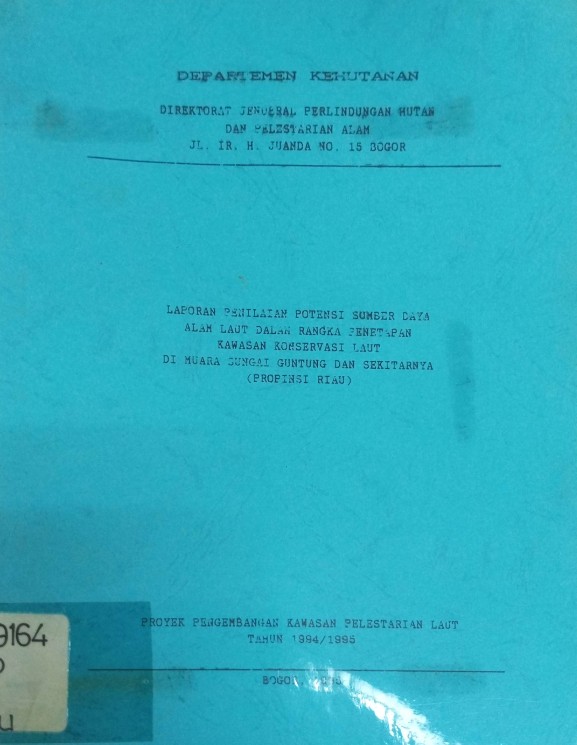 DEPARTEMEN KEHUTANAN
DIREKTORAT JENDERAL PERLINDUNGAN HUTAN
DAN PELESTARIAN ALAM
JL. IR. H. JUANDA NO. 15 BOGOR
LAPORAN PENILAIAN POTENSI SUMBER DAYA
ALAM LAUT DALAM RANGKA PENETAPAN
KAWASAN KONSERVASI LAUT
DI MUARA SUNGAI GUNTUNG DAN SEKITARNYA
(PROPINSI RIAU)
PROYEK PENGEMBANGAN KAWASAN PELESTARIAN LAUT
TAHUN 1994/1995
BOGOR,
9164
u